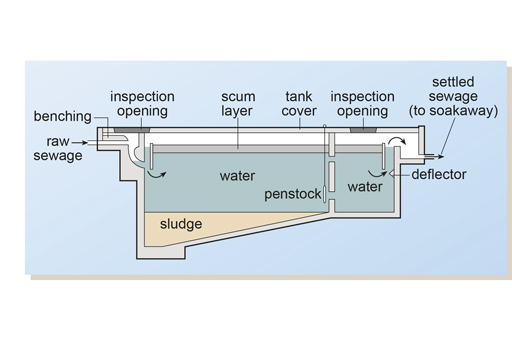 settled
sewage
(to soakaway)
inspection
opening
scum
layer
tank
cover
inspection
opening
benching
raw
sewage
water
penstock
water
deflector
sludge